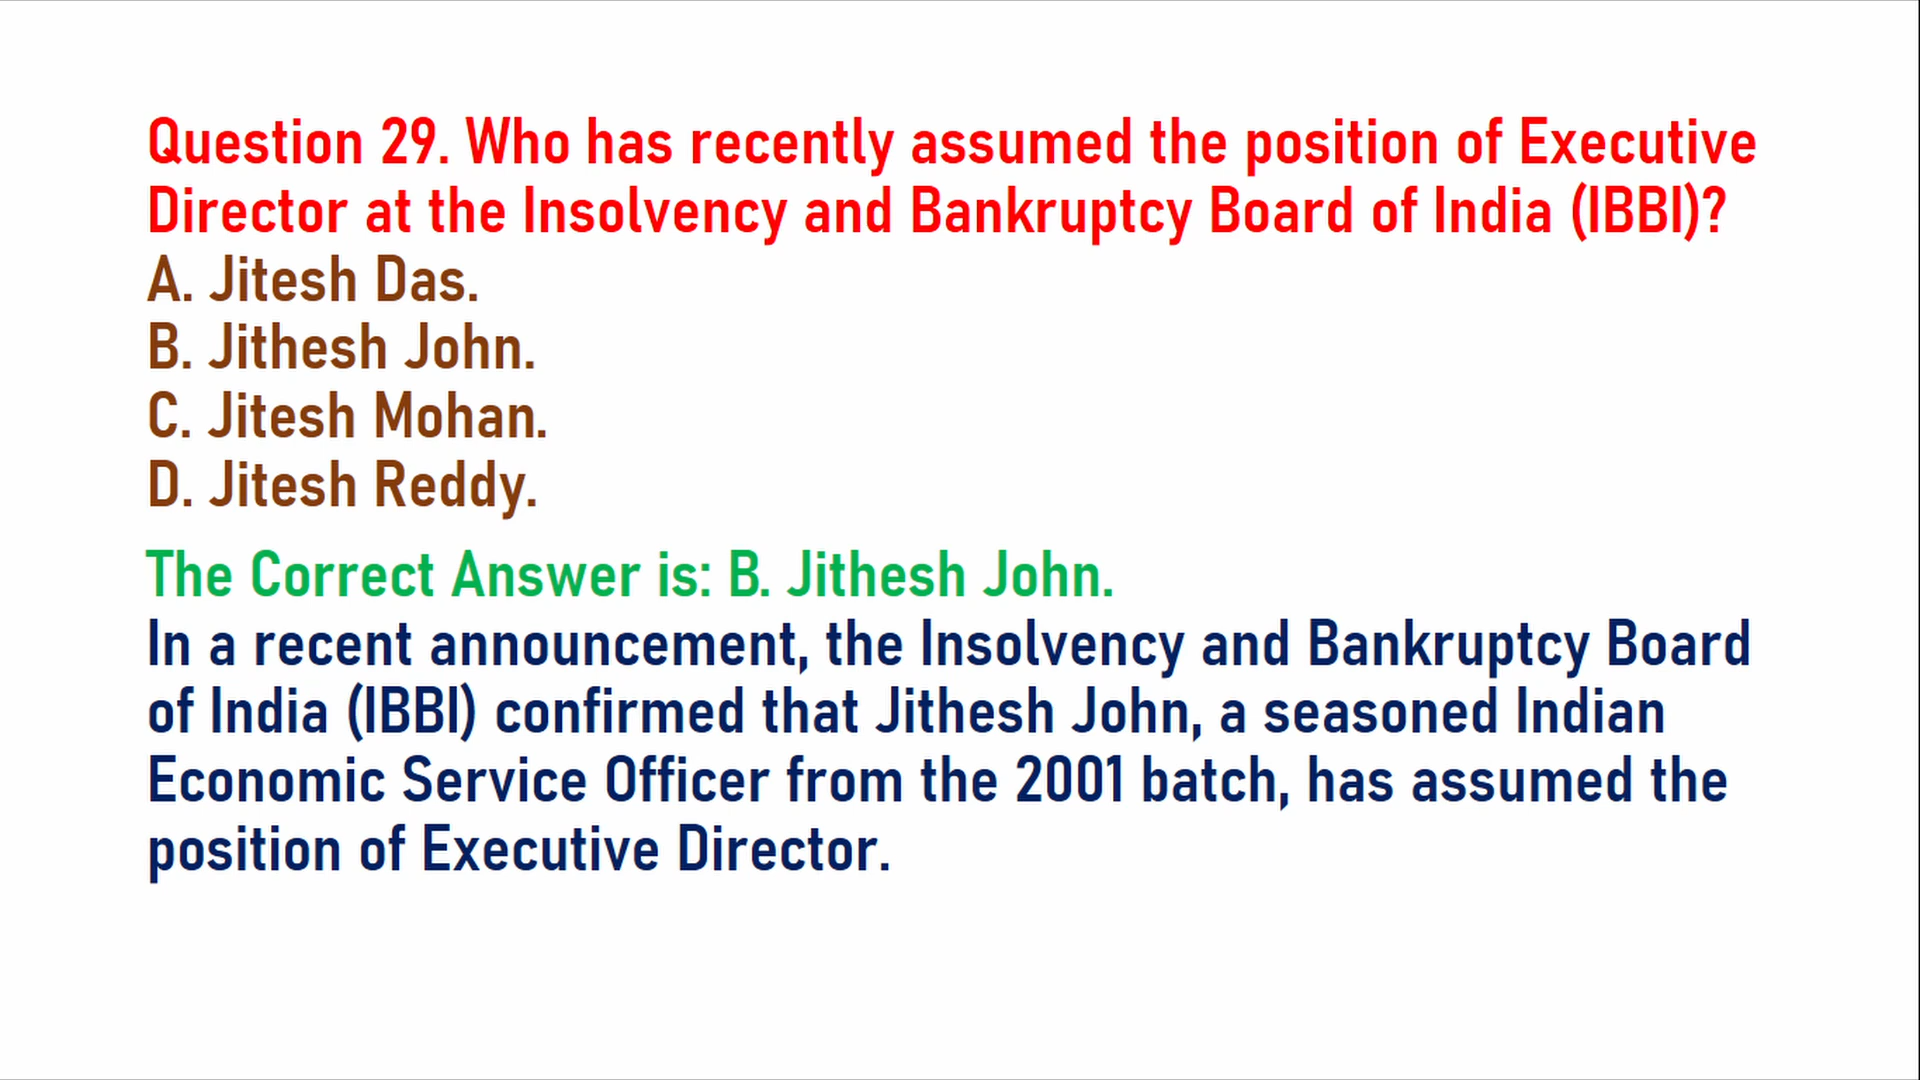 Question 29. Who has recently assumed the position of Executive
Director at the Insolvency and Bankruptcy Board of India (IBBI)?
A. Jitesh Das.
B. Jithesh John.
C. Jitesh Mohan.
D. Jitesh Reddy.
The Correct Answer is: B. Jithesh John.
In a recent announcement, the Insolvency and Bankruptcy Board
of India (IBBI) confirmed that Jithesh John, a seasoned Indian
Economic Service Officer from the 2001 batch, has assumed the
position of Executive Director.